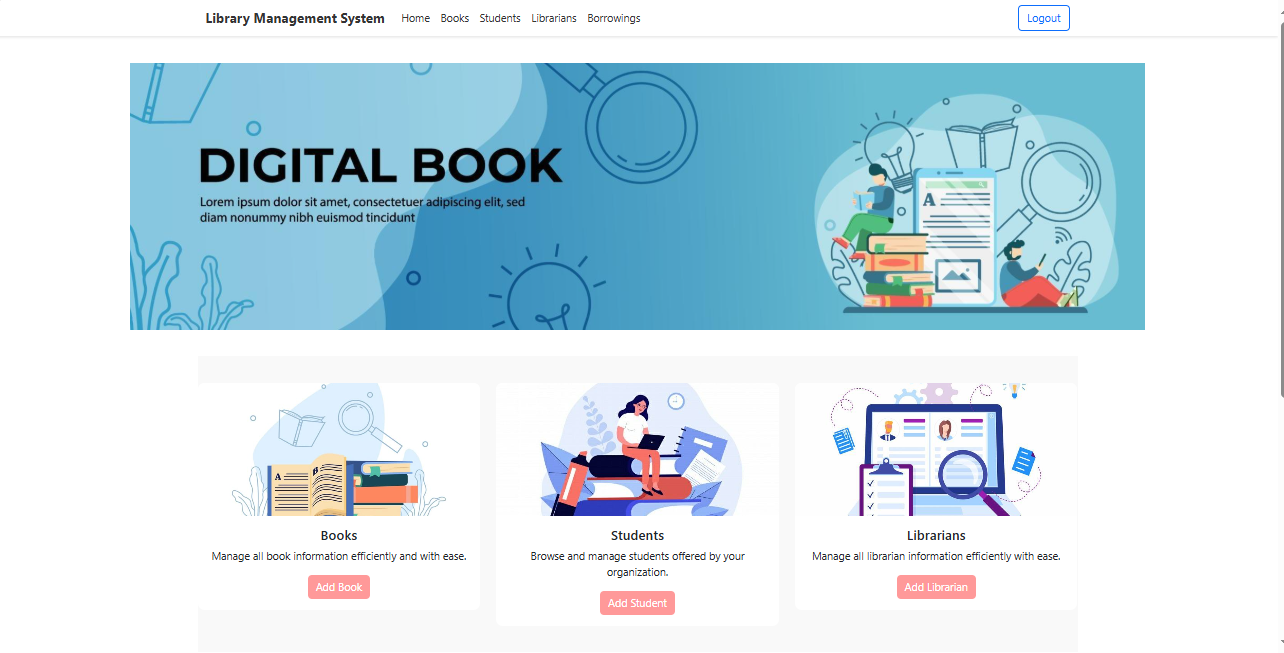 Library Management System Home Books Students Librarians Borrowings Logout
DIGITAL BOOK
Lorem ipsum dolor sit amet, consectetuer adipiscing elit, sed
diam nonummy nibh euismod tincidunt
A
A
B
Books
Manage all book information efficiently and with ease.
Add Book
Students
Browse and manage students offered by your
organization.
Add Student
Librarians
Manage all librarian information efficiently with ease.
Add Librarian